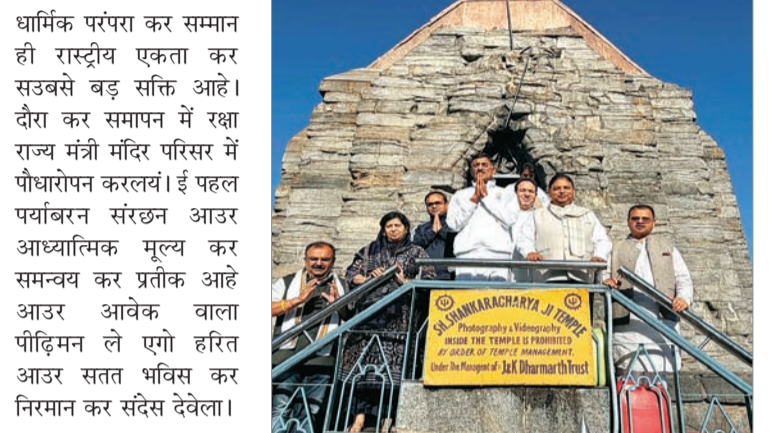 धार्मिक परंपरा कर सम्मान
ही रास्ट्रीय एकता कर
सउबसे बड़ सक्ति आहे।
दौरा कर समापन में रक्षा
राज्य मंत्री मंदिर परिसर में
पौधारोपन करलयं। ई पहल
पर्याबरन संरछन आउर
आध्यात्मिक मूल्य कर
समन्वय कर प्रतीक आहे
आउर आवेक वाला
पीढ़िमन ले एगो हरित
आउर सतत भविस कर
निरमान कर संदेस देवेला।
SH.SHANKARACHARYA JI TEMPLE
Photography & Videography
INSIDE THE TEMPLE IS PROHIBITED
BY ORDER OF TEMPLE MANAGEMENT.
Under The Managment of:- J&K Dharmarth Trust